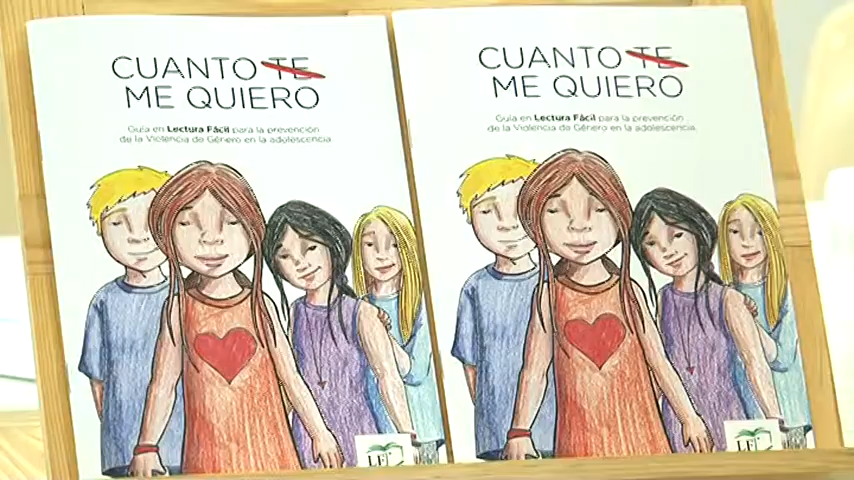 CUANTO TE
ME QUIERO
Guía en Lectura Fácil para la prevención
de la Violencia de Género en la adolescencia
LF
CUANTO TE
ME QUIERO
Guía en Lectura Fácil para la prevención
de la Violencia de Género en la adolescencia
LF